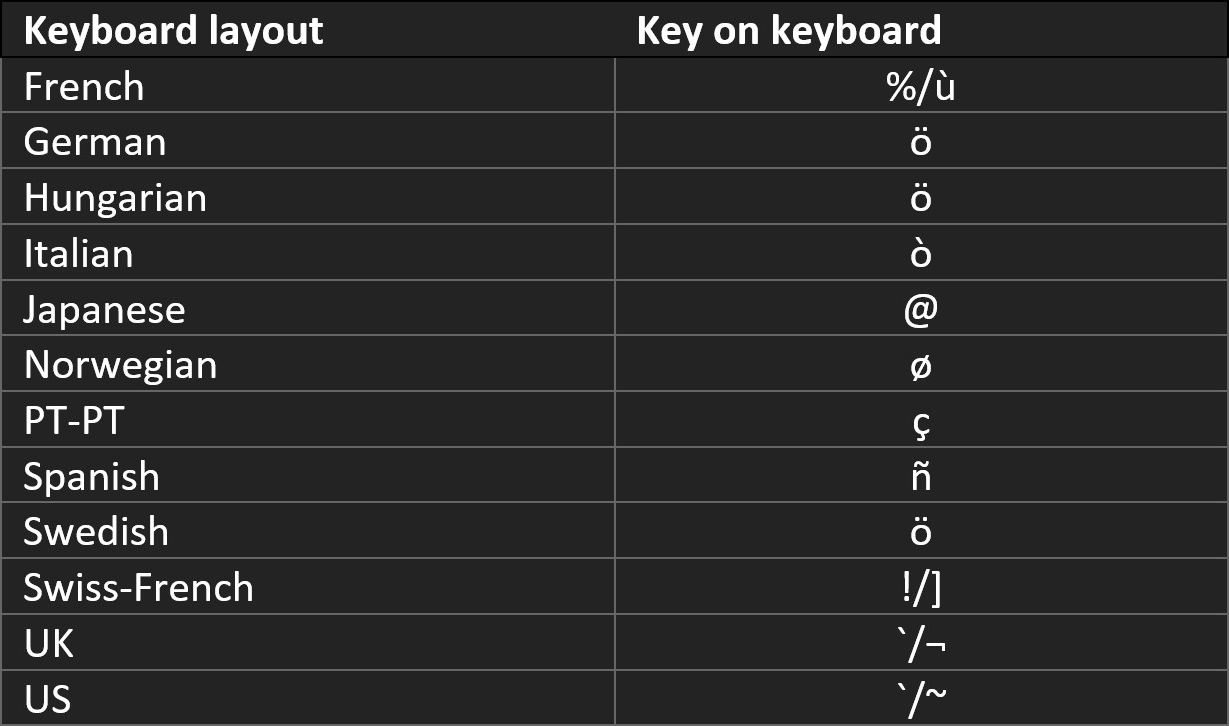 Keyboard layout Key on keyboard
French %/ù
German ö
Hungarian ö
Italian ò
Japanese @
Norwegian ø
PT-PT ç
Spanish ñ
Swedish ö
Swiss-French !/]
UK `/¬
US `/~